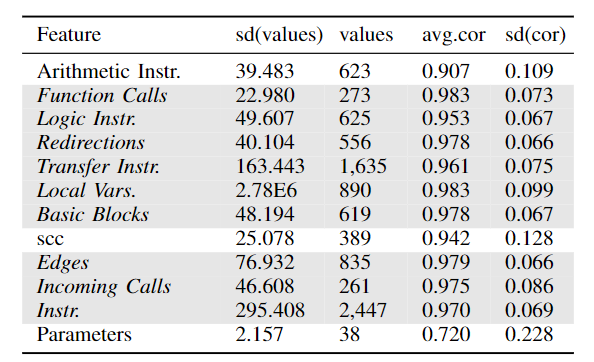 Feature sd(values) values avg.cor sd(cor)
Arithmetic Instr. 39.483 623 0.907 0.109
Function Calls 22.980 273 0.983 0.073
Logic Instr. 49.607 625 0.953 0.067
Redirections 40.104 556 0.978 0.066
Transfer Instr. 163.443 1,635 0.961 0.075
Local Vars. 2.78E6 890 0.983 0.099
Basic Blocks 48.194 619 0.978 0.067
scc 25.078 389 0.942 0.128
Edges 76.932 835 0.979 0.066
Incoming Calls 46.608 261 0.975 0.086
Instr. 295.408 2,447 0.970 0.069
Parameters 2.157 38 0.720 0.228